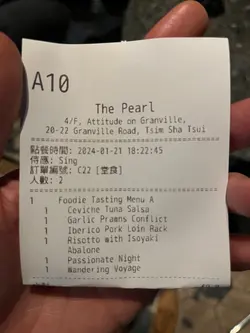 A10
The Pearl
4/F, Attitude on Granville,
20-22 Granville Road, Tsim Sha Tsui
點餐時間: 2024-01-21 18:22:45
侍應: Sing
訂單編號: C22 [堂食]
人數: 2
1 Foodie Tasting Menu A
1 Ceviche Tuna Salsa
1 Garlic Prawns Conflict
1 Iberico Pork Loin Rack
1 Risotto with Isoyaki
Abalone
1 Passionate Night
1 Wandering Voyage